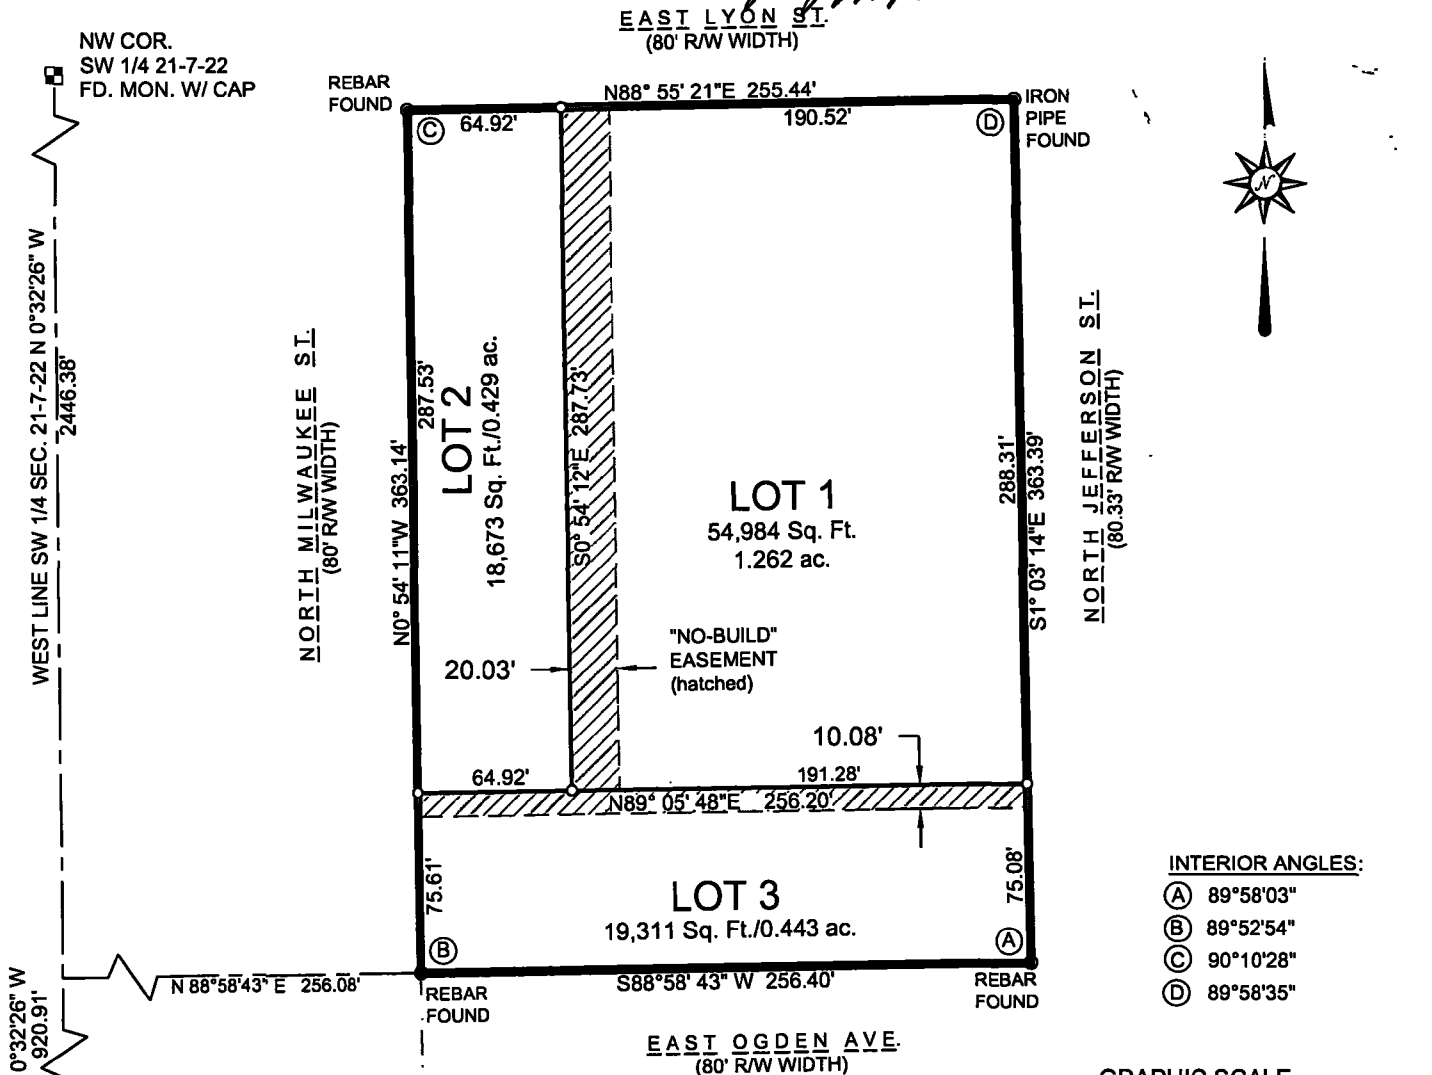 EAST LYON ST.
(80' R/W WIDTH)
NW COR.
SW 1/4 21-7-22
FD. MON. W/ CAP
REBAR
FOUND
N88° 55' 21"E 255.44'
64.92'
190.52'
C
D
IRON
PIPE
FOUND
N
WEST LINE SW 1/4 SEC. 21-7-22 N 0°32'26" W
2446.38'
NORTH MILWAUKEE ST.
(80' R/W WIDTH)
N0° 54' 11"W 363.14'
287.53'
LOT 2
18,673 Sq. Ft./0.429 ac.
S0° 54' 12"E 287.73'
LOT 1
54,984 Sq. Ft.
1.262 ac.
288.31'
S1° 03' 14"E 363.39'
NORTH JEFFERSON ST.
(80.33' R/W WIDTH)
20.03'
"NO-BUILD"
EASEMENT
(hatched)
10.08'
64.92'
191.28'
N89° 05' 48"E 256.20'
75.61'
LOT 3
19,311 Sq. Ft./0.443 ac.
75.08'
B
A
INTERIOR ANGLES:
A 89°58'03"
B 89°52'54"
C 90°10'28"
D 89°58'35"
N 88°58'43" E 256.08'
S88°58' 43" W 256.40'
REBAR
FOUND
REBAR
FOUND
0°32'26" W
920.91'
EAST OGDEN AVE.
(80' R/W WIDTH)
GRAPHIC SCALE